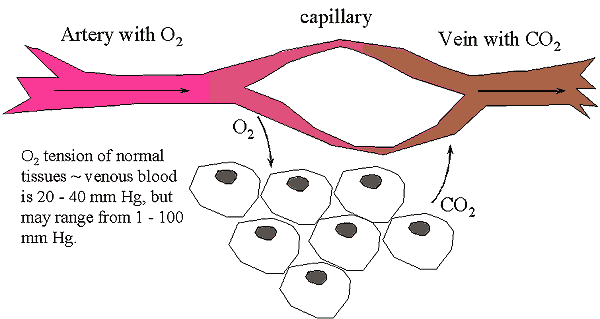 capillary
Artery with O₂
Vein with CO₂
O₂
O₂ tension of normal
tissues ~ venous blood
is 20 - 40 mm Hg, but
may range from 1 - 100
mm Hg.
CO₂